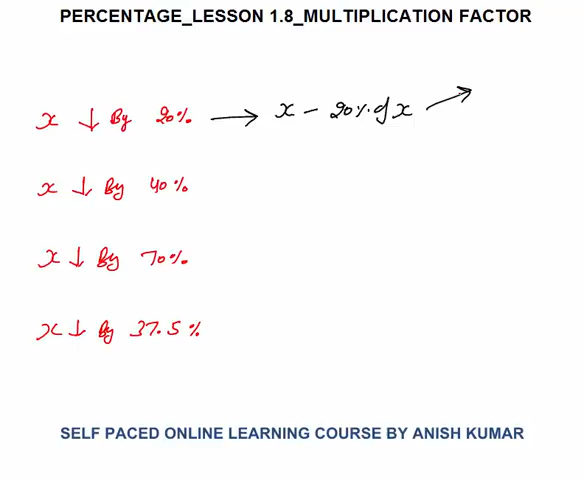 PERCENTAGE_LESSON 1.8_MULTIPLICATION FACTOR
x ↓ By 20% → x - 20% of x →
x ↓ By 40%
x ↓ By 70%
x ↓ By 37.5%
SELF PACED ONLINE LEARNING COURSE BY ANISH KUMAR